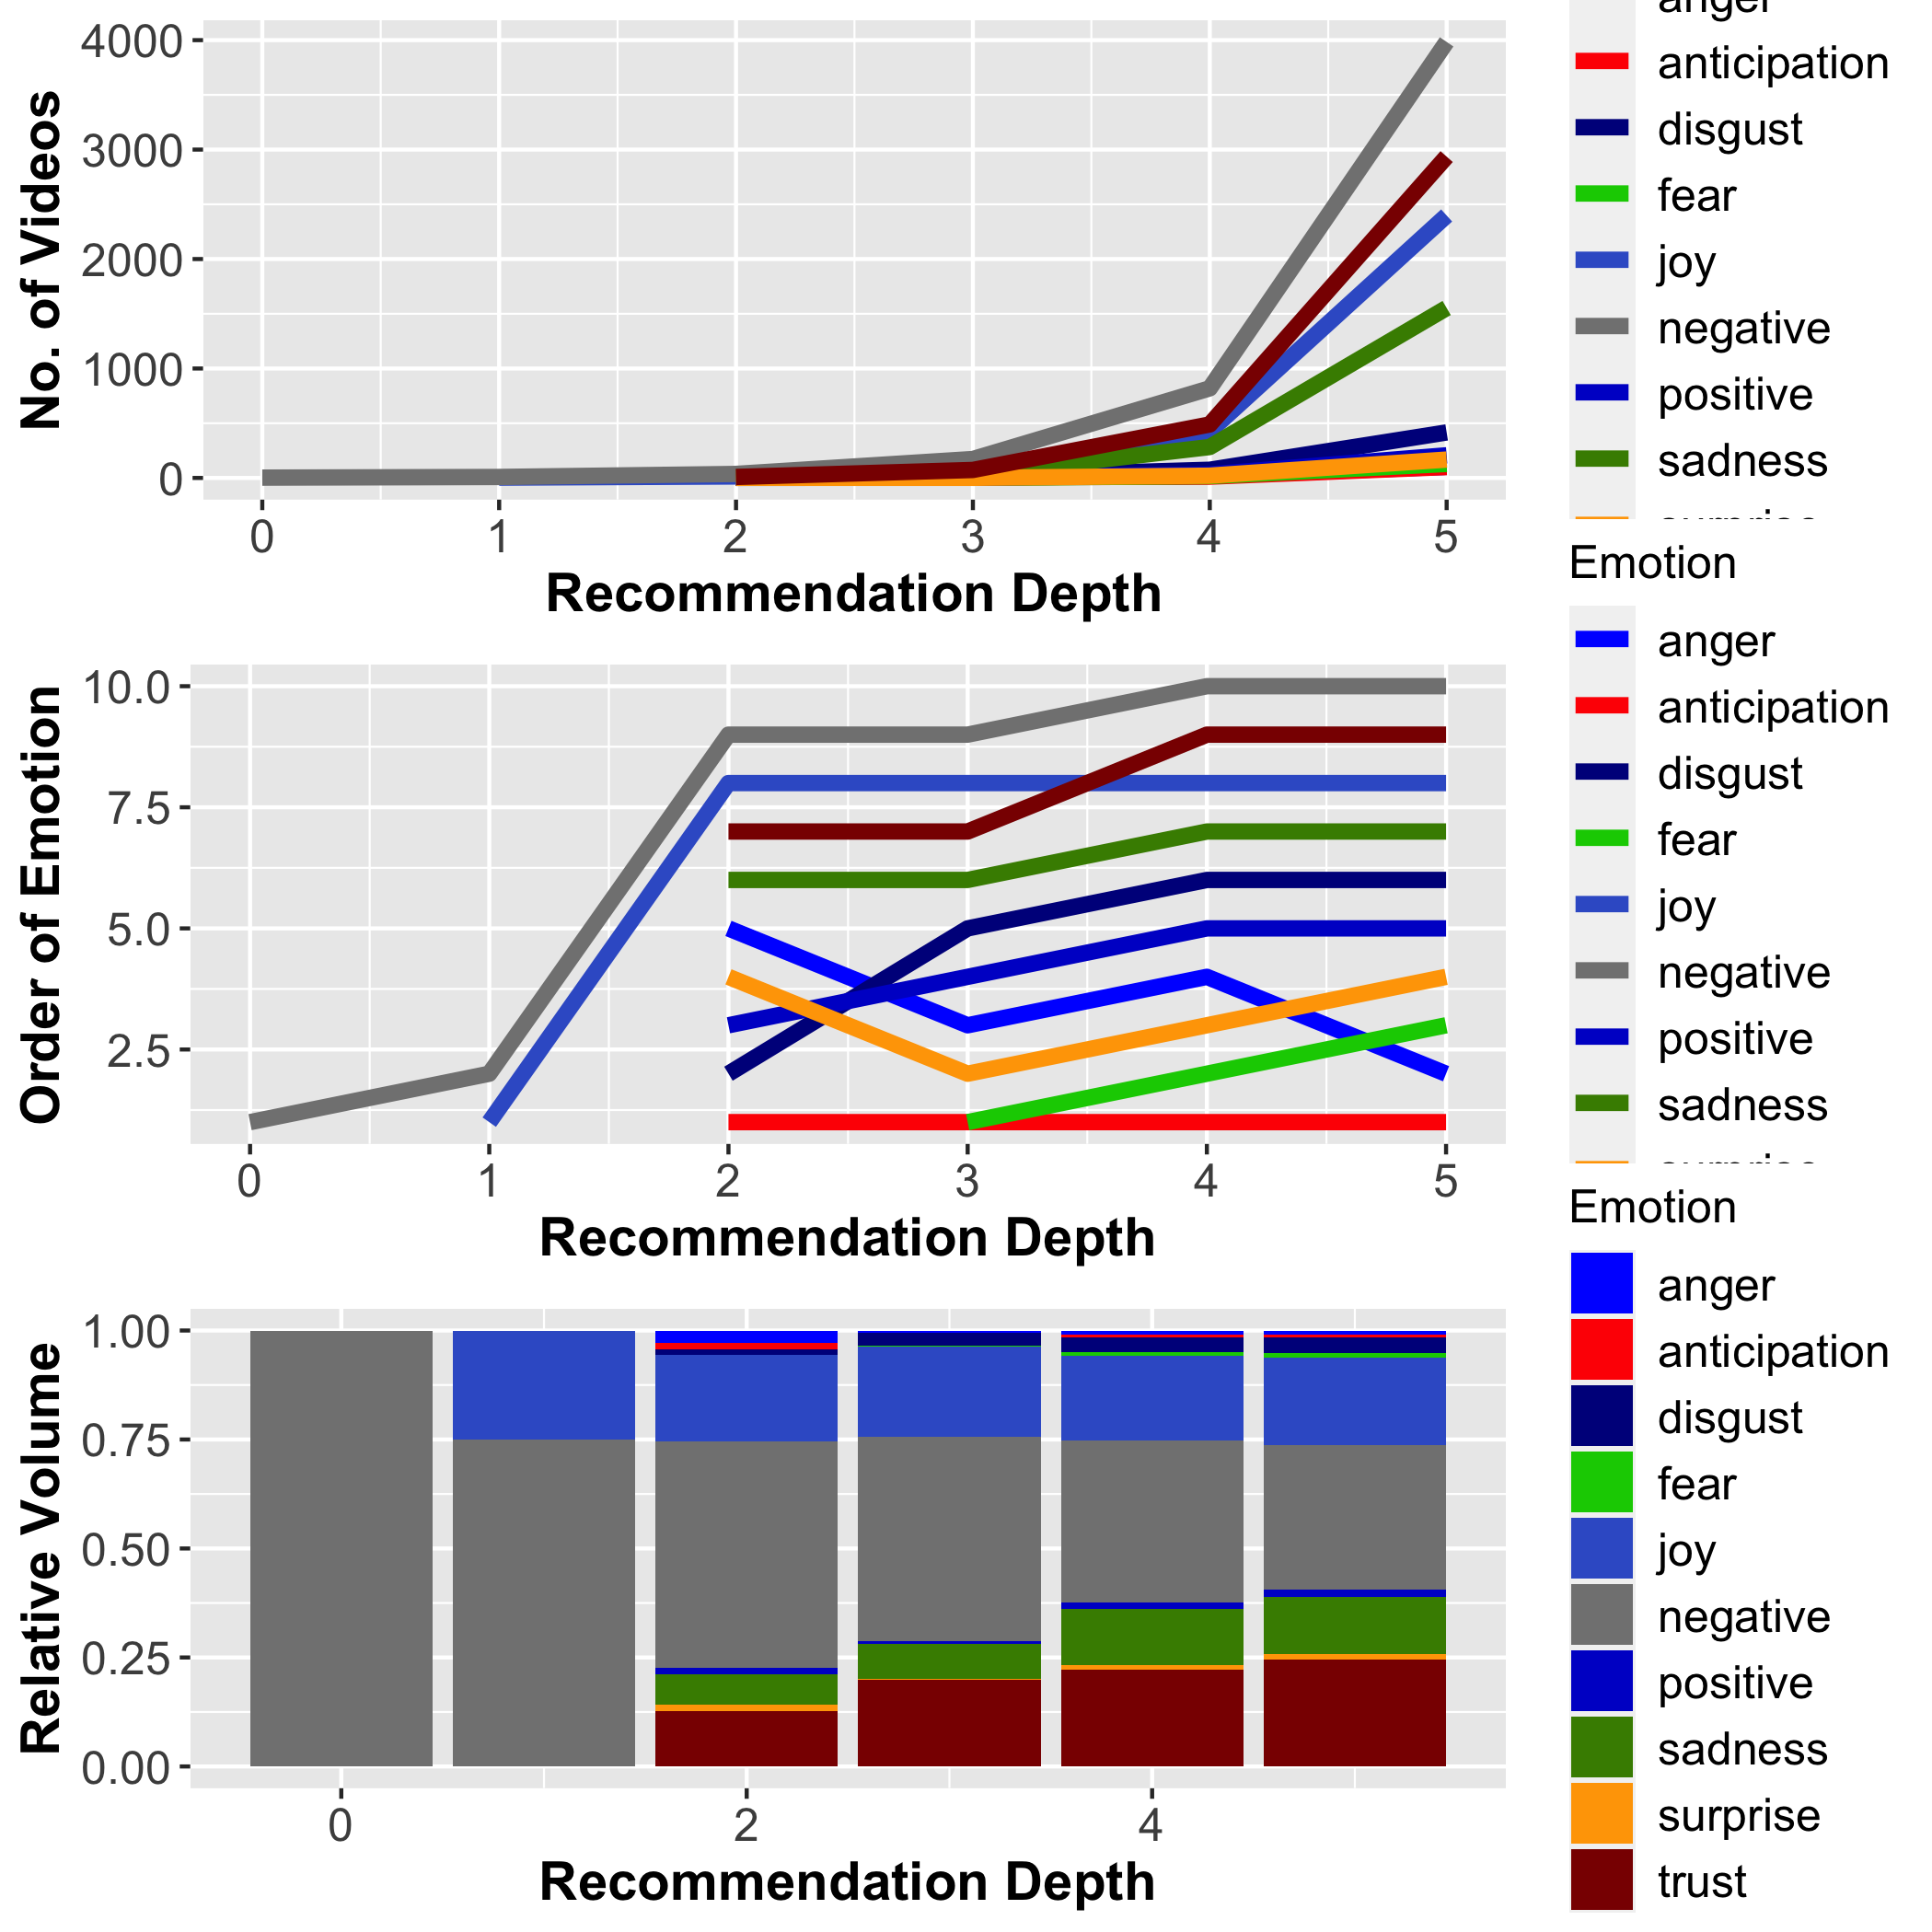 anger
4000
3000
2000
1000
0
No. of Videos
0 1 2 3 4 5
Recommendation Depth
anticipation
disgust
fear
joy
negative
positive
sadness
surprise
10.0
7.5
5.0
2.5
Order of Emotion
0 1 2 3 4 5
Recommendation Depth
Emotion
anger
anticipation
disgust
fear
joy
negative
positive
sadness
surprise
1.00
0.75
0.50
0.25
0.00
Relative Volume
0 2 4
Recommendation Depth
Emotion
anger
anticipation
disgust
fear
joy
negative
positive
sadness
surprise
trust